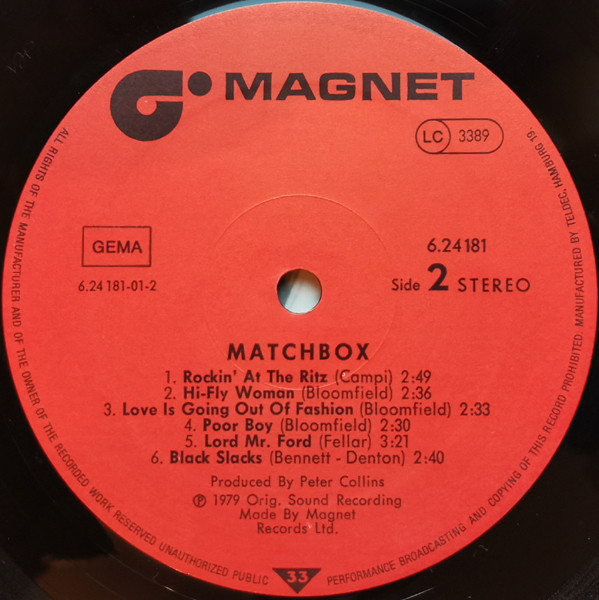 MAGNET
LC 3389
GEMA
6.24 181-01-2
6.24181
Side 2 STEREO
MATCHBOX
1. Rockin' At The Ritz (Campi) 2:49
2. Hi-Fly Woman (Bloomfield) 2:36
3. Love Is Going Out Of Fashion (Bloomfield) 2:33
4. Poor Boy (Bloomfield) 2:30
5. Lord Mr. Ford (Fellar) 3:21
6. Black Slacks (Bennett - Denton) 2:40
Produced by Peter Collins
℗ 1979 Orig. Sound Recording
Made By Magnet
Records Ltd.
33
ALL RIGHTS OF THE MANUFACTURER AND OF THE OWNER OF THE RECORDED WORK RESERVED UNAUTHORIZED PUBLIC PERFORMANCE BROADCASTING AND COPYING OF THIS RECORD PROHIBITED. MANUFACTURED BY TELDEC, HAMBURG 19.